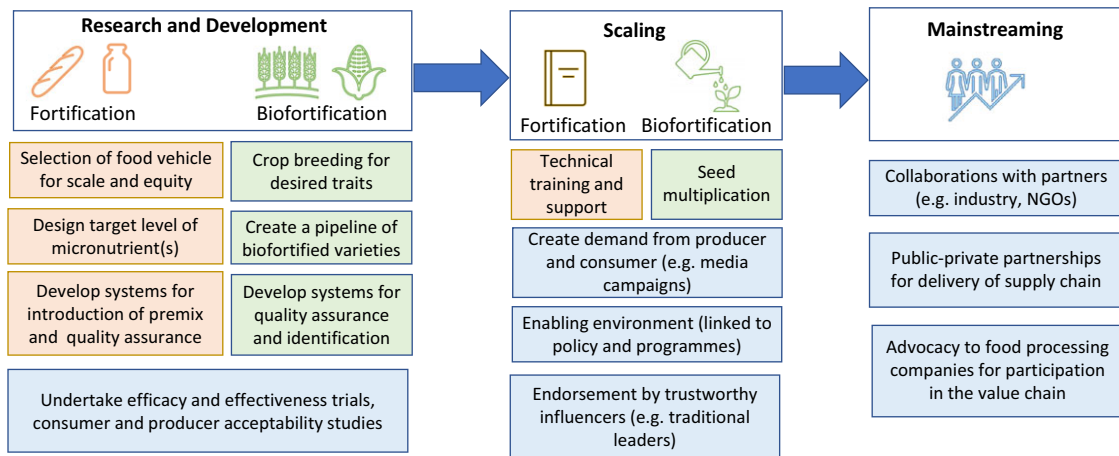 Research and Development
Fortification
Biofortification
Selection of food vehicle
for scale and equity
Crop breeding for
desired traits
Design target level of
micronutrient(s)
Create a pipeline of
biofortified varieties
Develop systems for
introduction of premix
and quality assurance
Develop systems for
quality assurance
and identification
Undertake efficacy and effectiveness trials,
consumer and producer acceptability studies
Scaling
Fortification
Biofortification
Technical
training and
support
Seed
multiplication
Create demand from producer
and consumer (e.g. media
campaigns)
Enabling environment (linked to
policy and programmes)
Endorsement by trustworthy
influencers (e.g. traditional
leaders)
Mainstreaming
Collaborations with partners
(e.g. industry, NGOs)
Public-private partnerships
for delivery of supply chain
Advocacy to food processing
companies for participation
in the value chain